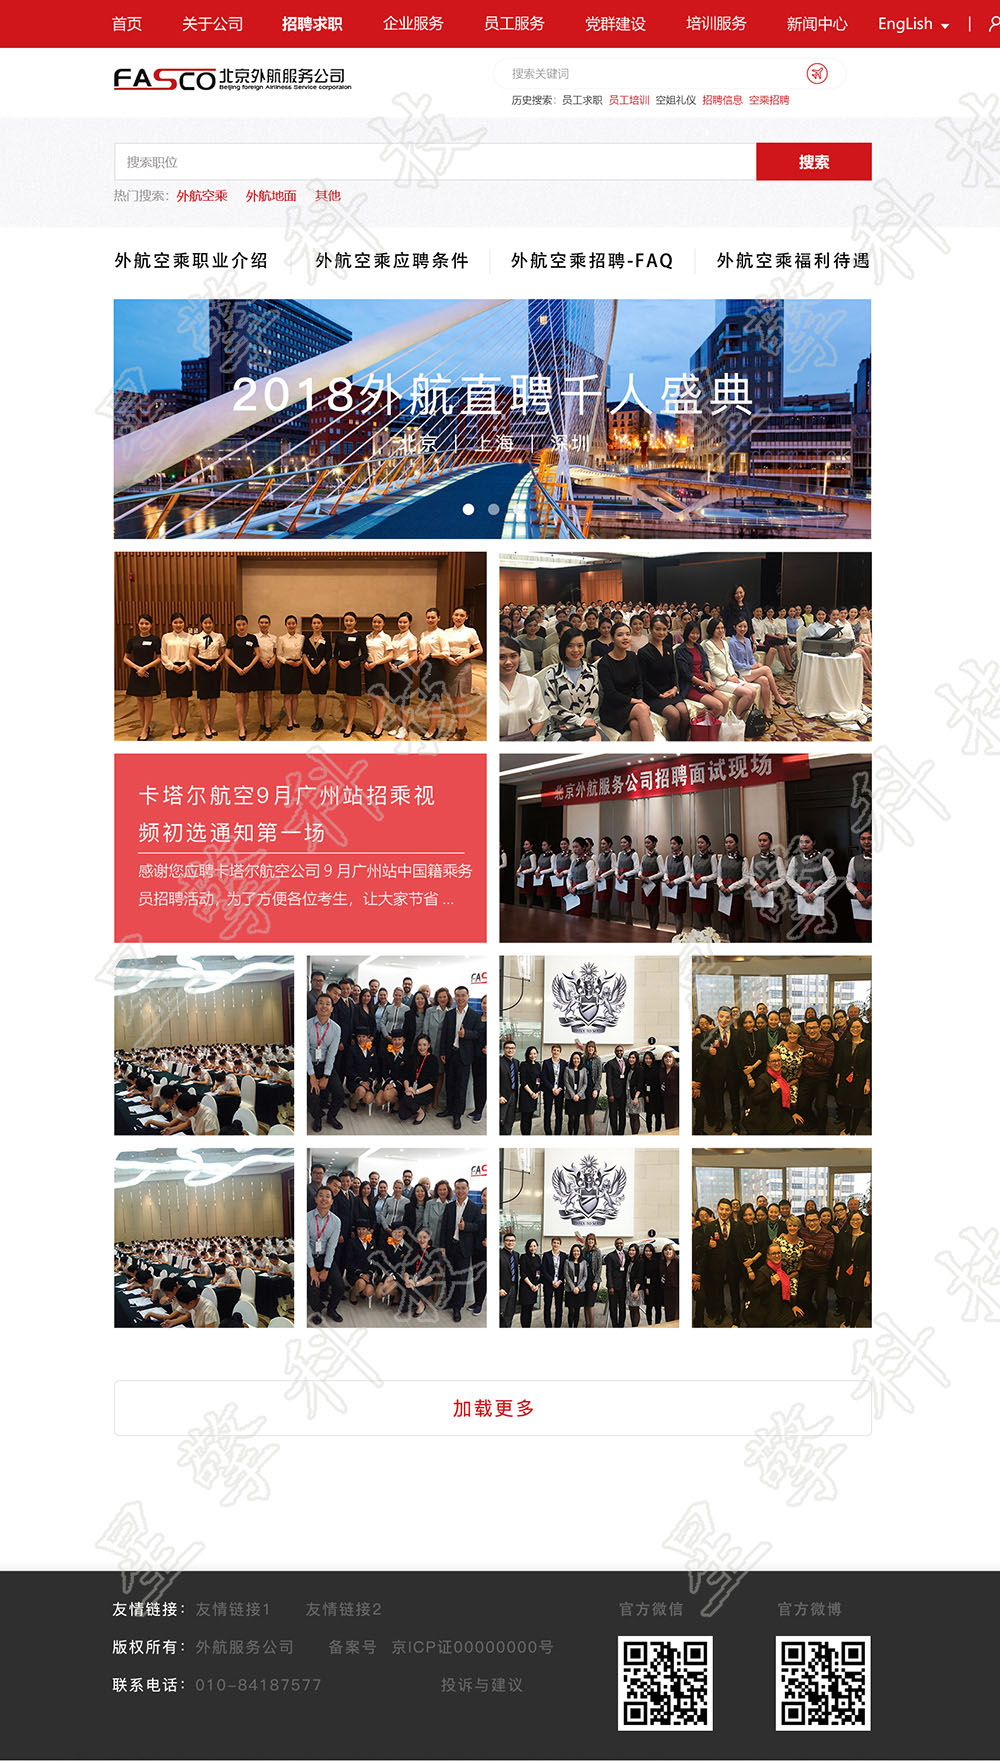 首页 关于公司 招聘求职 企业服务 员工服务 党群建设 培训服务 新闻中心 EngLish
FASCO 北京外航服务公司
Beijing foreign Airliness Service corporaion
搜索关键词
历史搜索: 员工求职 员工培训 空姐礼仪 招聘信息 空乘招聘
搜索职位 搜索
热门搜索: 外航空乘 外航地面 其他
外航空乘职业介绍 外航空乘应聘条件 外航空乘招聘-FAQ 外航空乘福利待遇
2018外航直聘千人盛典
北京 | 上海 | 深圳
卡塔尔航空9月广州站招乘视
频初选通知第一场
感谢您应聘卡塔尔航空公司 9 月广州站中国籍乘务
员招聘活动，为了方便各位考生，让大家节省 ...
北京外航服务公司招聘面试现场
加载更多
友情链接: 友情链接1 友情链接2 官方微信 官方微博
版权所有: 外航服务公司 备案号 京ICP证00000000号
联系电话: 010-84187577 投诉与建议